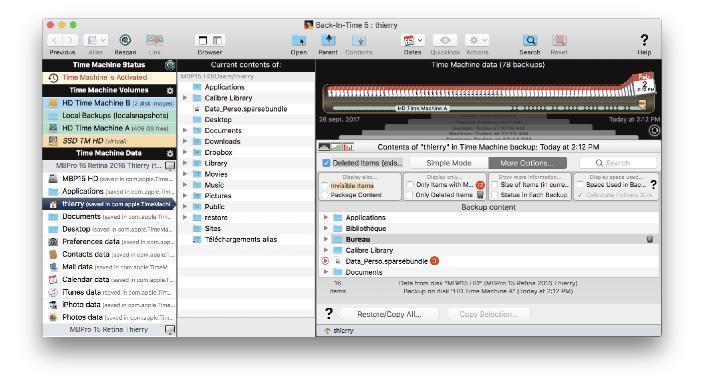 Back-In-Time 5 : thierry
Previous Alias Rescan Link Browser Open Parent Contents Dates Quicklook Actions Search Reset Help
Time Machine Status
Time Machine is Activated
Time Machine Volumes
HD Time Machine B (2 disk images)
Local Backups (localsnapshots)
HD Time Machine A (405 GB free)
SSD TM HD (virtual)
Time Machine Data
MBPro 15 Retina 2016 Thierry (t...
MBP15 HD (saved in com.apple.Time...
Applications (saved in com.apple.Time...
thierry (saved in com.apple TimeMachi
Documents (saved in com.apple.Tim...
Desktop (saved in com.apple.TimeMa...
Preferences data (saved in com.ap...
Contacts data (saved in com.apple...
Mail data (saved in com.apple.TimeM...
Calendar data (saved in com.apple...
iTunes data (saved in com.apple.Tim...
iPhoto data (saved in com.apple.Tim...
Photos data (saved in com.apple.Tim...
MBPro 15 Retina Thierry
Current contents of:
MBP15 HD/Users/thierry
Applications
Calibre Library
Data_Perso.sparsebundle
Desktop
Documents
Downloads
Dropbox
Library
Movies
Music
Pictures
Public
restore
Sites
Téléchargements alias
Time Machine data (78 backups)
2
2:12 PM
HD Time Machine A
26 sept. 2017
Today at 2:12 PM
Contents of "thierry" in Time Machine backup: Today at 2:12 PM
Deleted Items (exis... Simple Mode More Options... Search
Display also... Display only... Show more information... Display space used...
Invisible Items Only Items with M... Size of Items (in curre... Space Used in Bac... ?
Package Content Only Deleted Items Status in Each Backup Calculate Folders Size
Backup content
Applications
Bibliothèque
Bureau
Calibre Library
Data_Perso.sparsebundle
Documents
16 items
Data from disk "MBP15 HD" (MBPro 15 Retina 2016 Thierry)
Backup on disk "HD Time Machine A" (Today at 2:12 PM)
? Restore/Copy All... Copy Selection...
thierry